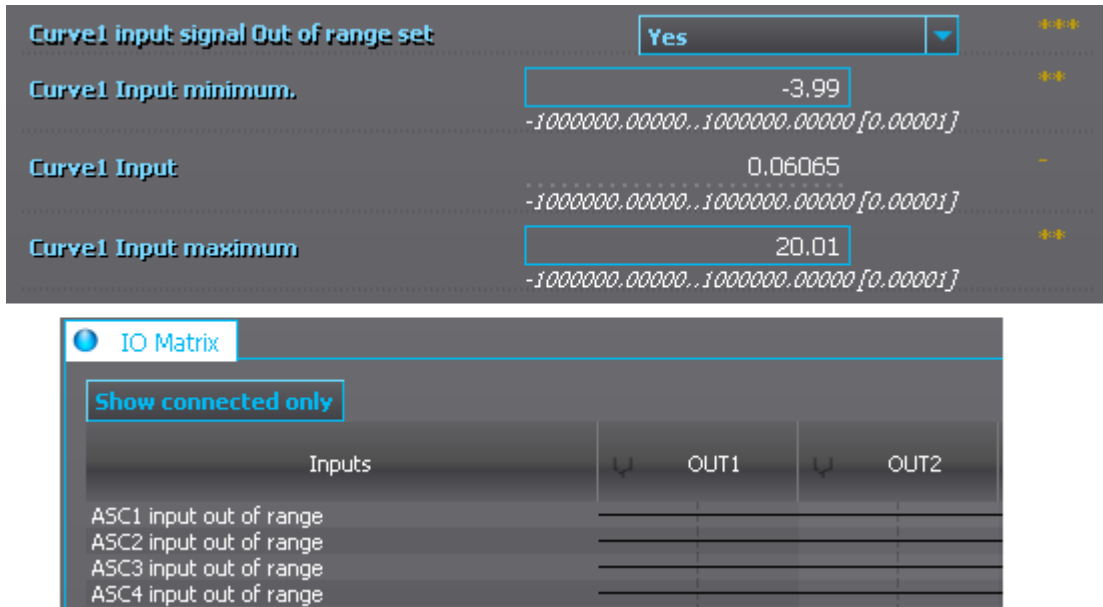 Curve1 input signal Out of range set Yes ***
Curve1 Input minimum. -3.99 **
-1000000.00000..1000000.00000 [0.00001]
Curve1 Input 0.06065 -
-1000000.00000..1000000.00000 [0.00001]
Curve1 Input maximum 20.01 **
-1000000.00000..1000000.00000 [0.00001]
IO Matrix
Show connected only
Inputs OUT1 OUT2
ASC1 input out of range
ASC2 input out of range
ASC3 input out of range
ASC4 input out of range